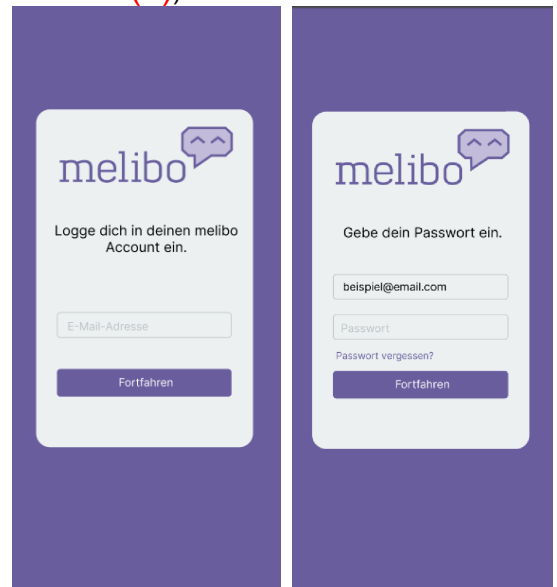 melibo
Logge dich in deinen melibo
Account ein.
E-Mail-Adresse
Fortfahren
melibo
Gebe dein Passwort ein.
beispiel@email.com
Passwort
Passwort vergessen?
Fortfahren